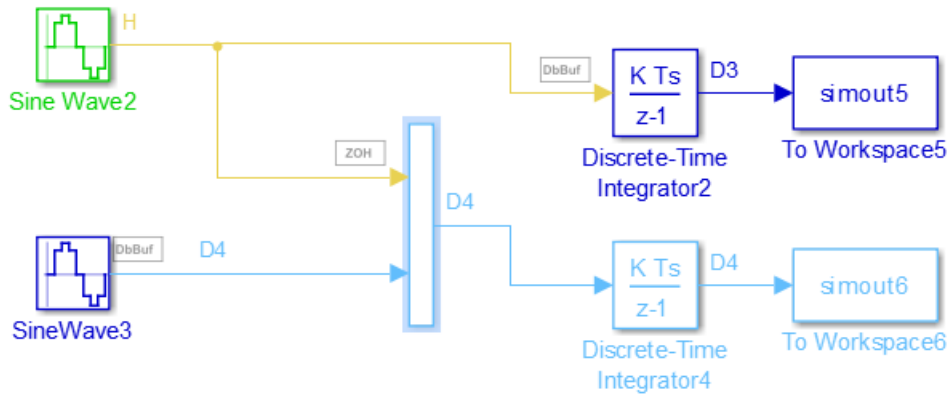 H
Sine Wave2
DbBuf
K Ts
z-1
D3
simout5
Discrete-Time
Integrator2
To Workspace5
ZOH
D4
DbBuf
D4
SineWave3
K Ts
z-1
D4
simout6
Discrete-Time
Integrator4
To Workspace6